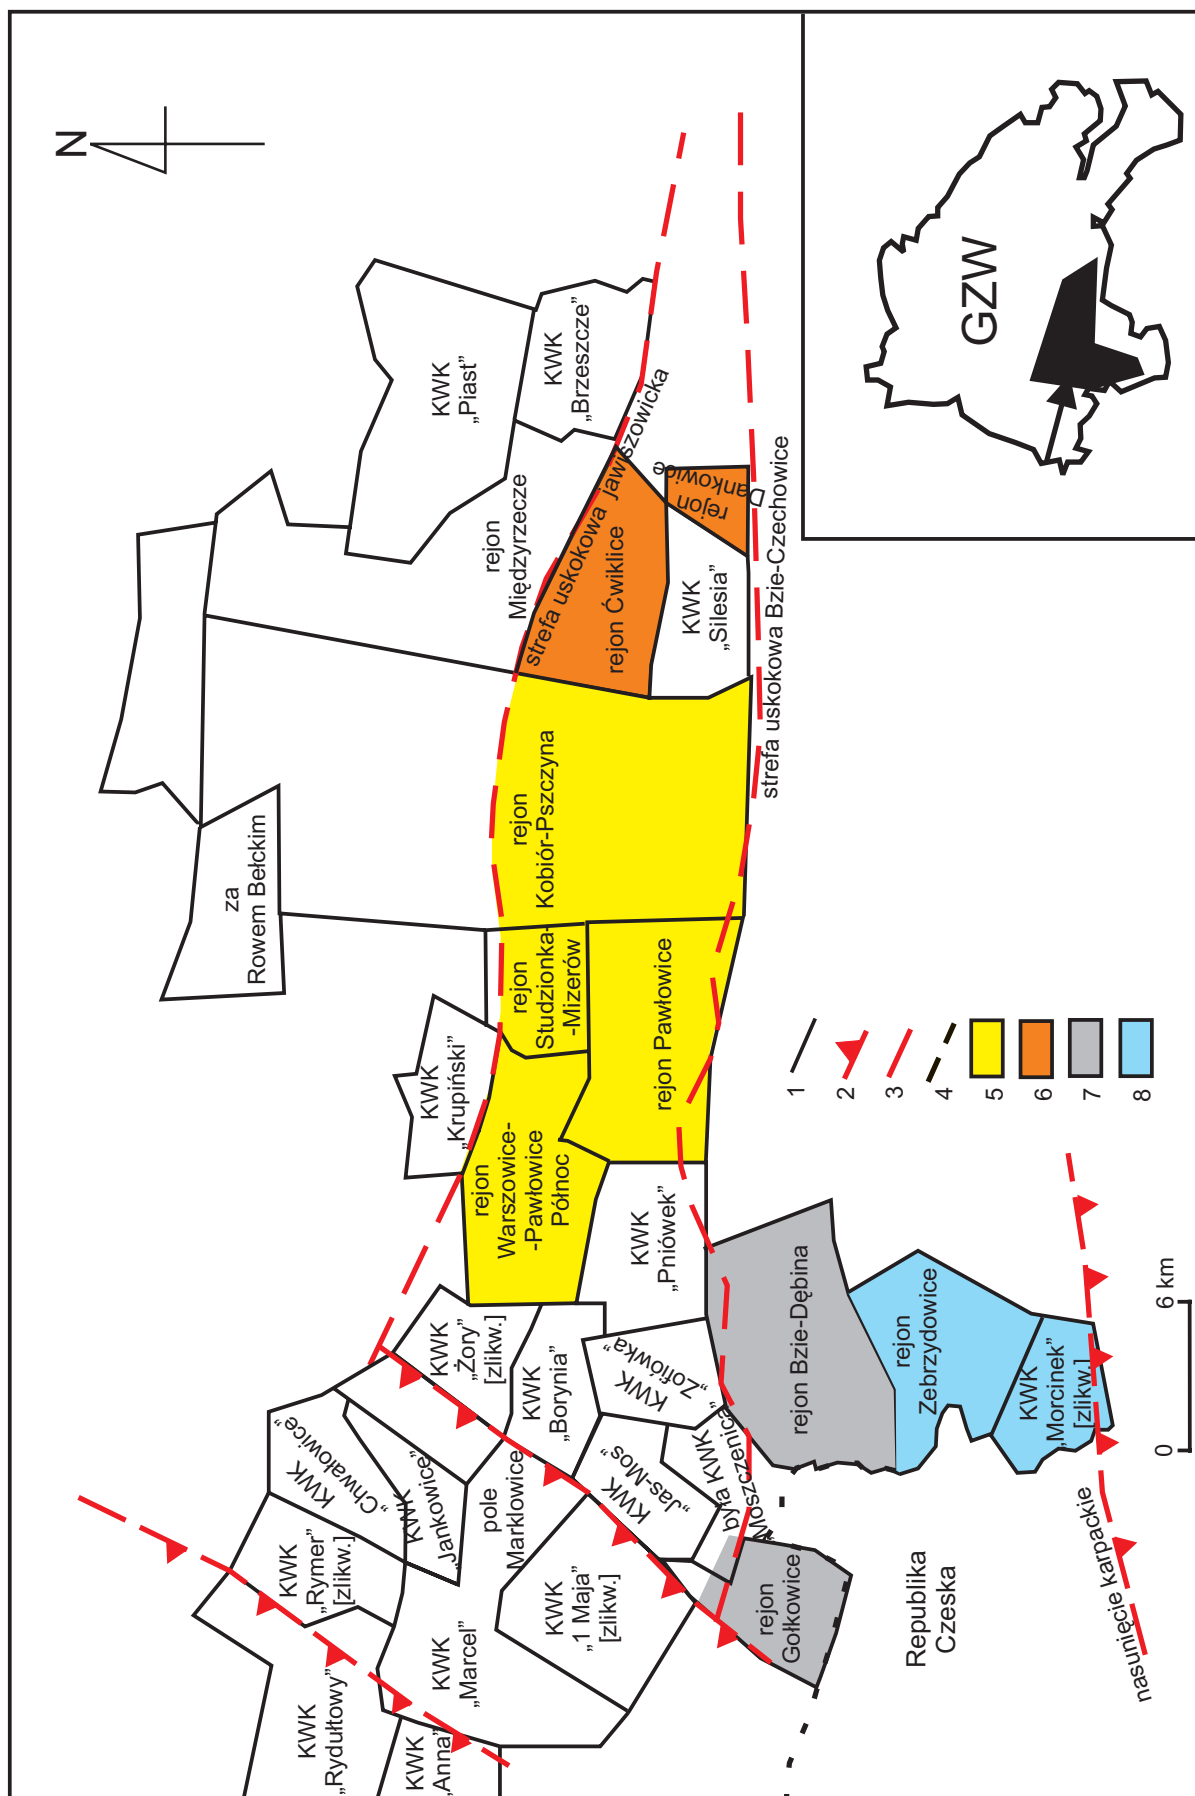 N
GZW
KWK
„Piast”
KWK
„Brzeszcze”
rejon
Międzyrzecze
strefa uskokowa jawiszowicka
rejon Ćwiklice
rejon
Dankowice
KWK
„Silesia”
strefa uskokowa Bzie-Czechowice
rejon
Kobiór-Pszczyna
za
Rowem Bełckim
rejon
Studzionka-
-Mizerów
rejon Pawłowice
KWK
„Krupiński”
rejon
Warszowice-
-Pawłowice
Północ
KWK
„Pniówek”
KWK
„Żory”
[zlikw.]
KWK
„Borynia”
KWK
„Zofiówka”
KWK
„Jas-Mos”
była KWK
„Moszczenica”
rejon Bzie-Dębina
rejon
Zebrzydowice
KWK
„Morcinek”
[zlikw.]
KWK
„Chwałowice”
KWK
„Jankowice”
pole
Marklowice
KWK
„Rymer”
[zlikw.]
KWK
„1 Maja”
[zlikw.]
KWK
„Marcel”
KWK
„Rydułtowy”
KWK
„Anna”
rejon
Gołkowice
Republika
Czeska
nasunięcie karpackie
1
2
3
4
5
6
7
8
0
6 km